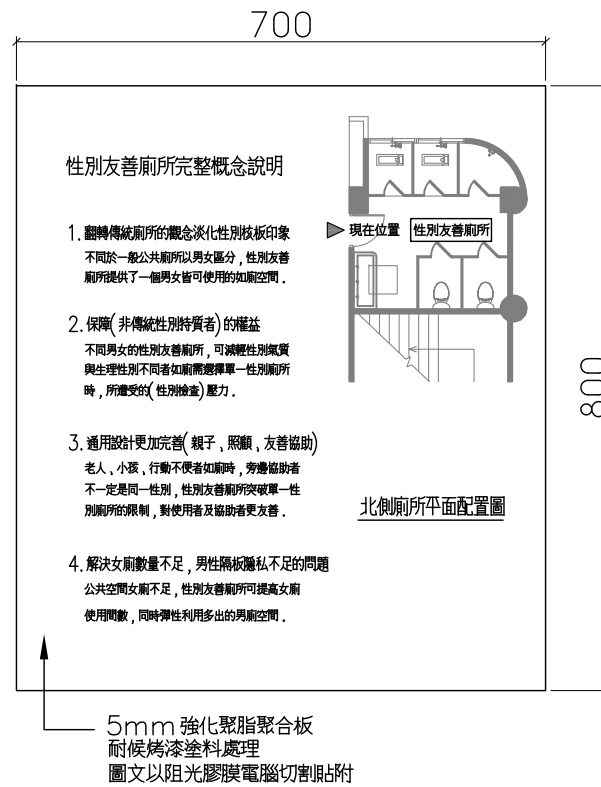 700
性別友善廁所完整概念說明
1. 翻轉傳統廁所的觀念淡化性別核板印象
不同於一般公共廁所以男女區分，性別友善
廁所提供了一個男女皆可使用的如廁空間．
2. 保障(非傳統性別特質者)的權益
不同男女的性別友善廁所，可減輕性別氣質
與生理性別不同者如廁需選擇單一性別廁所
時，所遭受的(性別檢查)壓力．
3. 通用設計更加完善(親子、照顧、友善協助)
老人、小孩，行動不便者如廁時，旁邊協助者
不一定是同一性別，性別友善廁所突破單一性
別廁所的限制，對使用者及協助者更友善．
4. 解決女廁數量不足，男性隔板隱私不足的問題
公共空間女廁不足，性別友善廁所可提高女廁
使用間數，同時彈性利用多出的男廁空間．
現在位置
性別友善廁所
北側廁所平面配置圖
800
5mm 強化聚脂聚合板
耐候烤漆塗料處理
圖文以阻光膠膜電腦切割貼附